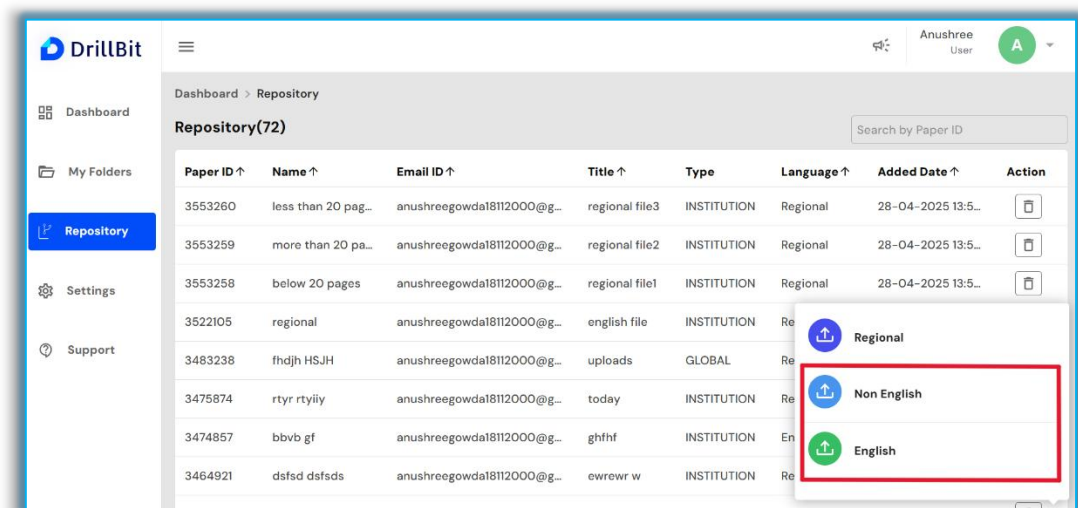 DrillBit
Anushree
User
A
Dashboard
My Folders
Repository
Settings
Support
Dashboard > Repository
Repository(72)
Search by Paper ID
Paper ID↑ Name↑ Email ID↑ Title↑ Type Language↑ Added Date↑ Action
3553260 less than 20 pag... anushreegowda18112000@g... regional file3 INSTITUTION Regional 28-04-2025 13:5...
3553259 more than 20 pa... anushreegowda18112000@g... regional file2 INSTITUTION Regional 28-04-2025 13:5...
3553258 below 20 pages anushreegowda18112000@g... regional file1 INSTITUTION Regional 28-04-2025 13:5...
3522105 regional anushreegowda18112000@g... english file INSTITUTION Re
3483238 fhdjh HSJH anushreegowda18112000@g... uploads GLOBAL Re
3475874 rtyr rtyiiy anushreegowda18112000@g... today INSTITUTION Re
3474857 bbvb gf anushreegowda18112000@g... ghfhf INSTITUTION En
3464921 dsfsd dsfsds anushreegowda18112000@g... ewrewr w INSTITUTION Re
Regional
Non English
English